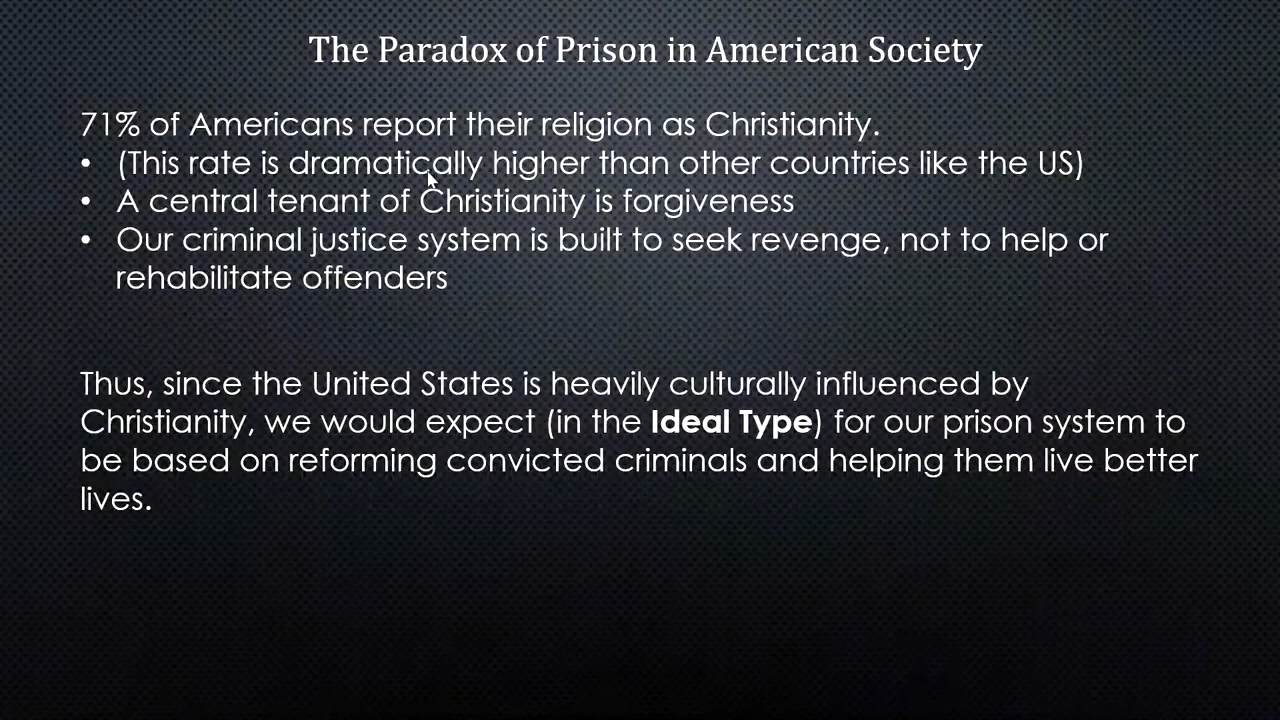 The Paradox of Prison in American Society
71% of Americans report their religion as Christianity.
• (This rate is dramatically higher than other countries like the US)
• A central tenant of Christianity is forgiveness
• Our criminal justice system is built to seek revenge, not to help or
rehabilitate offenders
Thus, since the United States is heavily culturally influenced by
Christianity, we would expect (in the Ideal Type) for our prison system to
be based on reforming convicted criminals and helping them live better
lives.